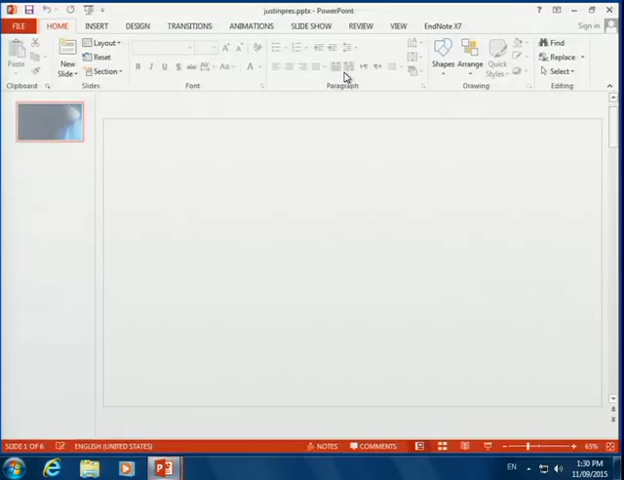 justinpres.pptx - PowerPoint
Sign in
FILE HOME INSERT DESIGN TRANSITIONS ANIMATIONS SLIDE SHOW REVIEW VIEW EndNote X7
Paste
New Slide
Layout
Reset
Section
Shapes Arrange Quick Styles
Find
Replace
Select
Clipboard Slides Font Paragraph Drawing Editing
SLIDE 1 OF 6 ENGLISH (UNITED STATES) NOTES COMMENTS 65%
EN 1:30 PM
11/09/2015